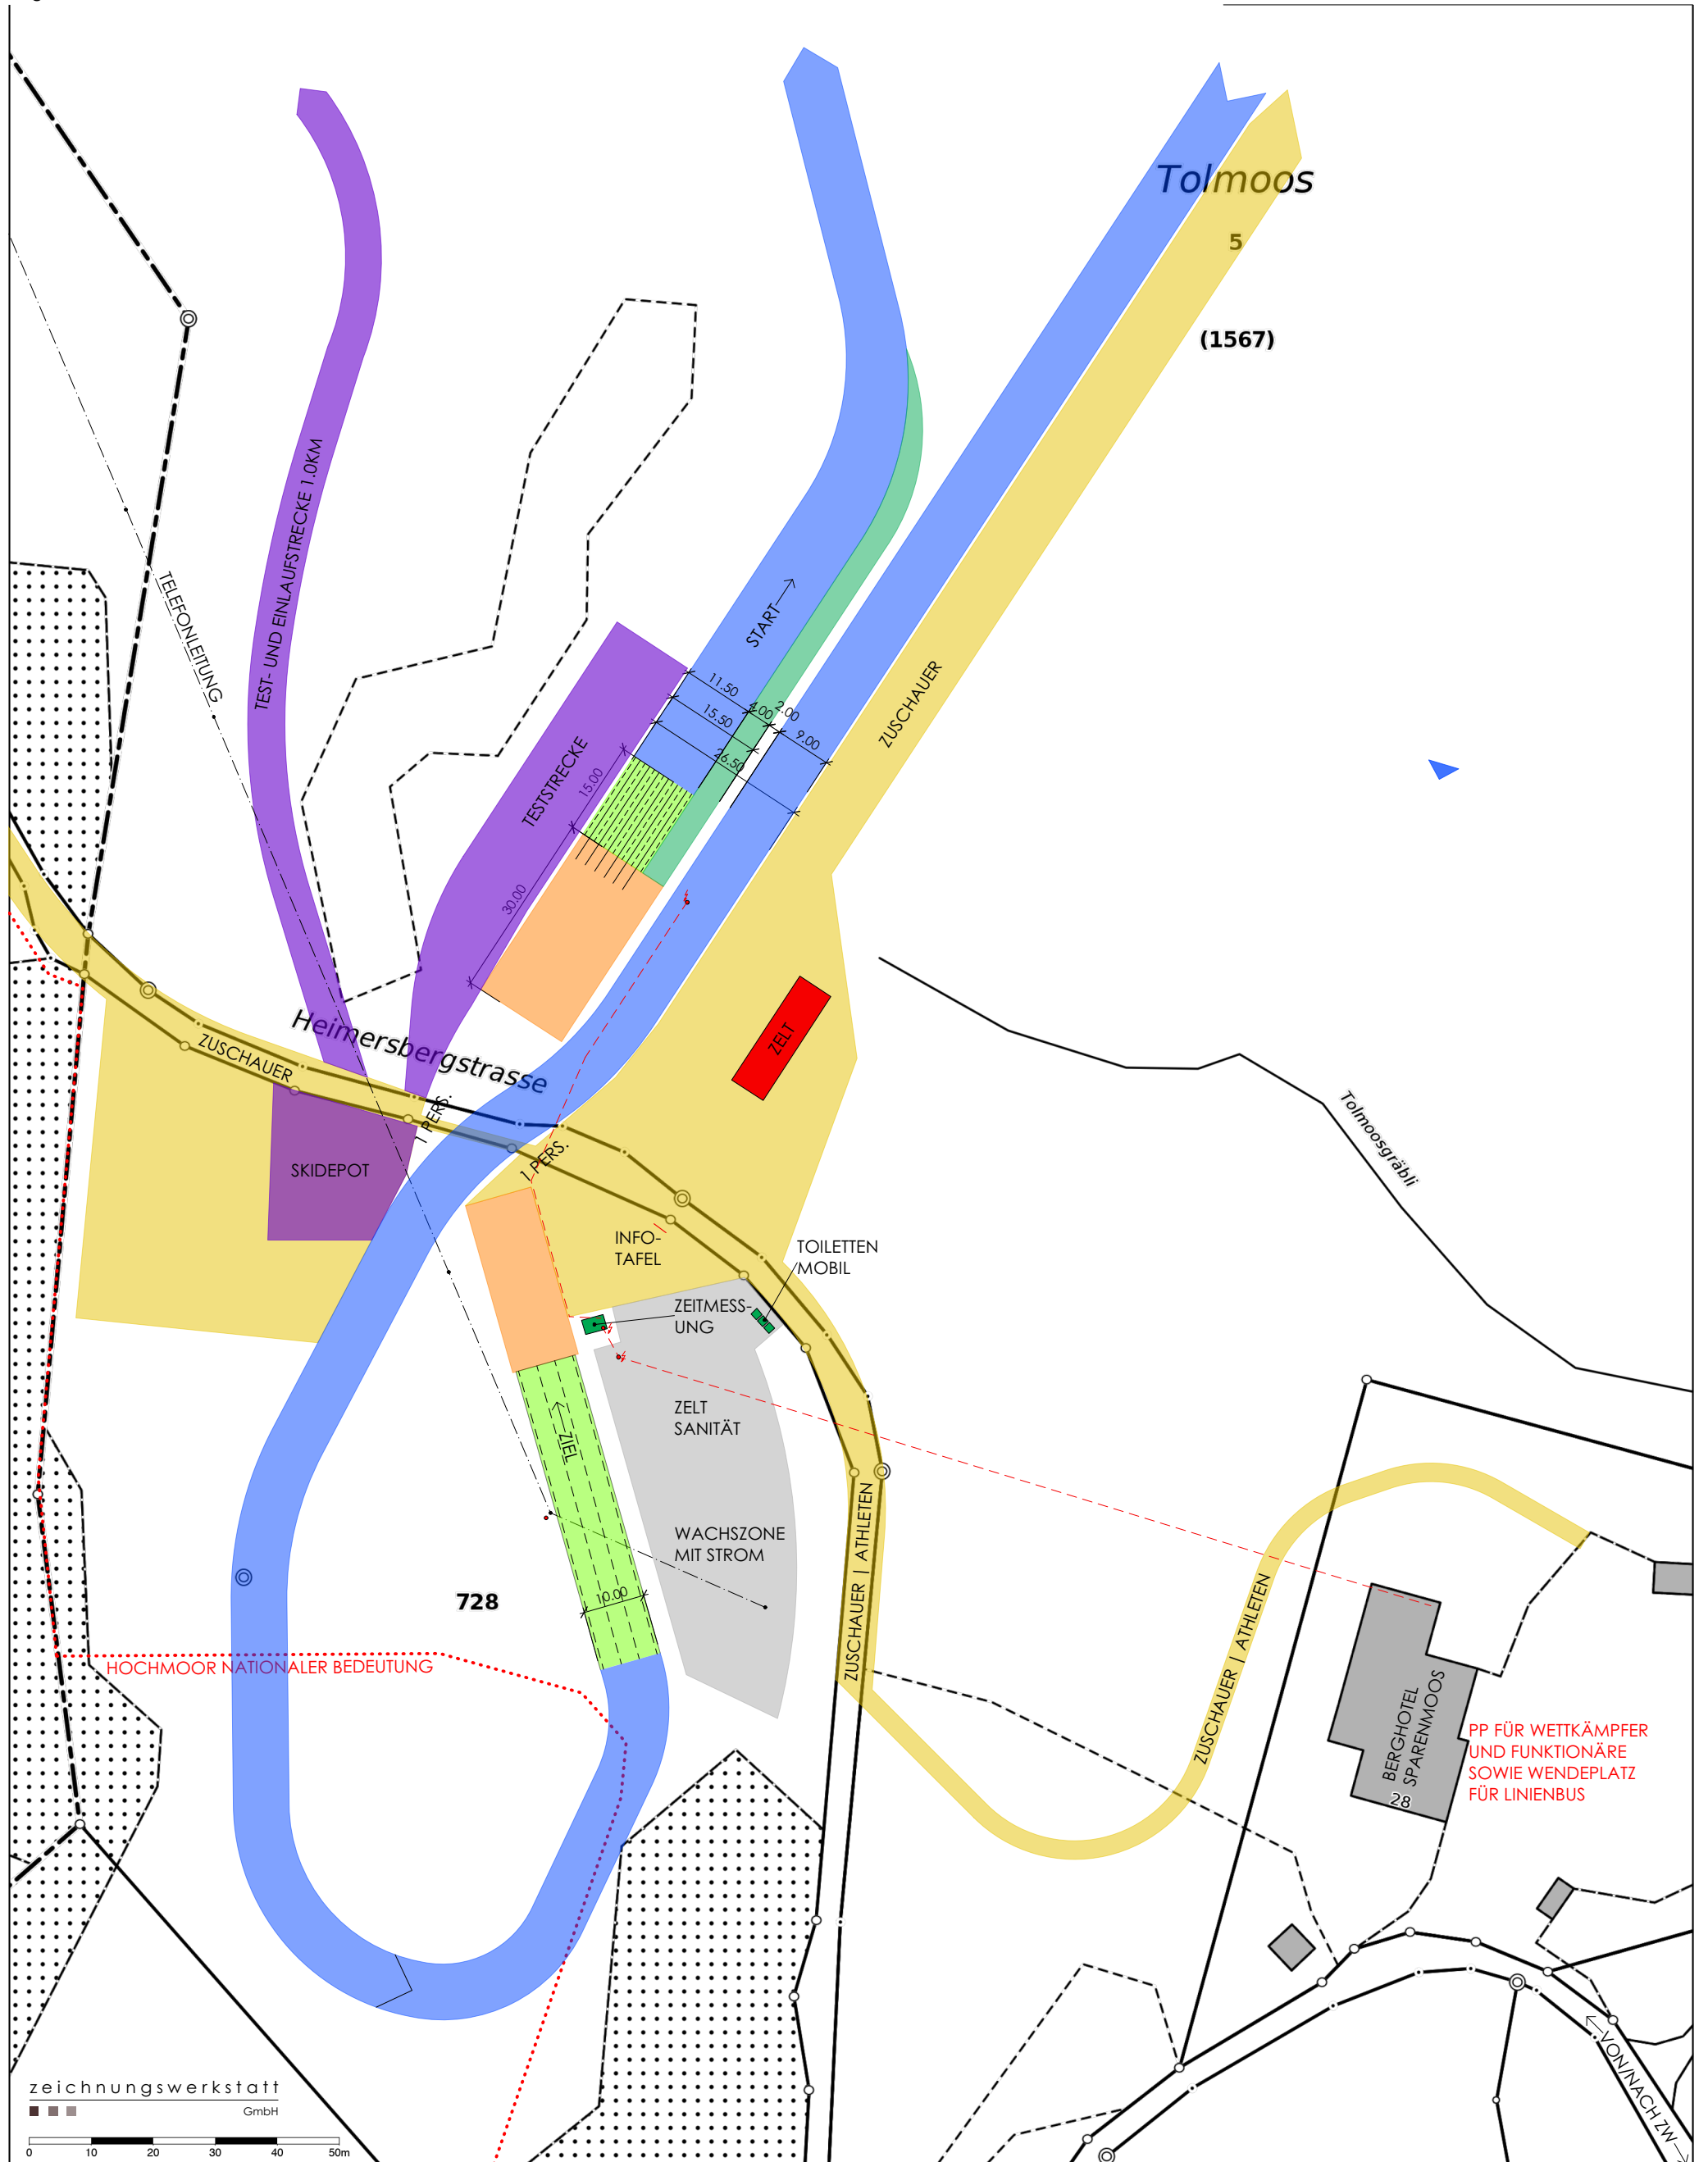 Tolmoos
5
(1567)
TEST- UND EINLAUFSTRECKE 1.0KM
TELEFONLEITUNG
START
11.50
4.00
2.00
15.50
9.00
26.50
ZUSCHAUER
TESTSTRECKE
15.00
30.00
Heimersbergstrasse
ZUSCHAUER
ZELT
1 PERS.
1 PERS.
SKIDEPOT
Tolmoosgräbli
INFO-
TAFEL
TOILETTEN
MOBIL
ZEITMESS-
UNG
ZELT
SANITÄT
ZIEL
WACHSZONE
MIT STROM
10.00
728
ZUSCHAUER | ATHLETEN
ZUSCHAUER | ATHLETEN
HOCHMOOR NATIONALER BEDEUTUNG
BERGHOTEL
SPARENMOOS
28
PP FÜR WETTKÄMPFER
UND FUNKTIONÄRE
SOWIE WENDEPLATZ
FÜR LINIENBUS
VON/NACH ZW
zeichnungswerkstatt
GmbH
0 10 20 30 40 50m